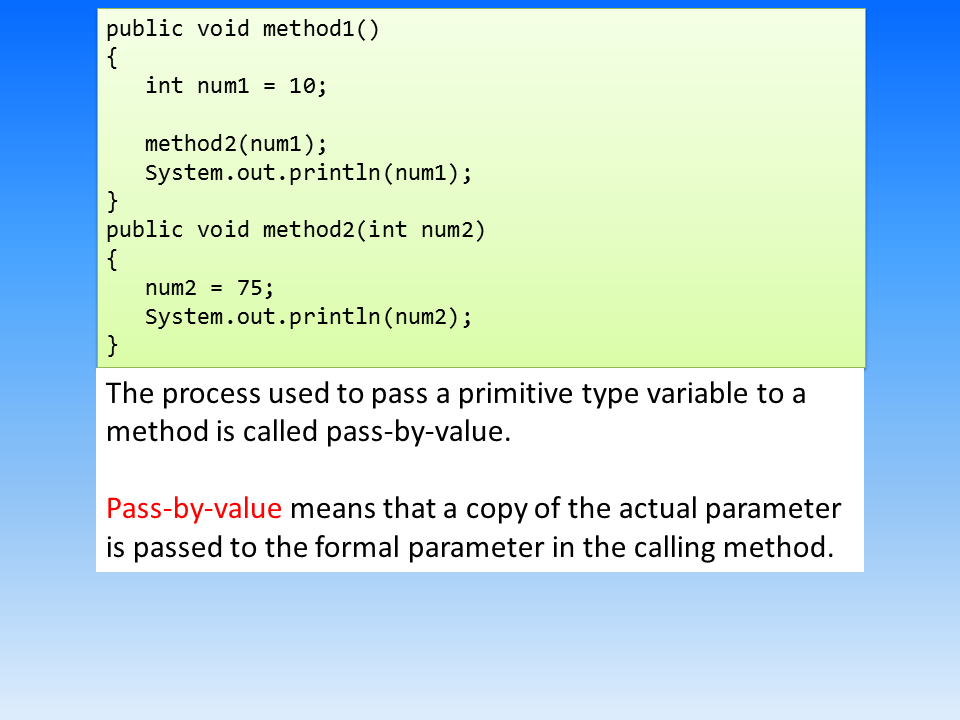 public void method1()
{
   int num1 = 10;

   method2(num1);
   System.out.println(num1);
}
public void method2(int num2)
{
   num2 = 75;
   System.out.println(num2);
}
The process used to pass a primitive type variable to a
method is called pass-by-value.

Pass-by-value means that a copy of the actual parameter
is passed to the formal parameter in the calling method.